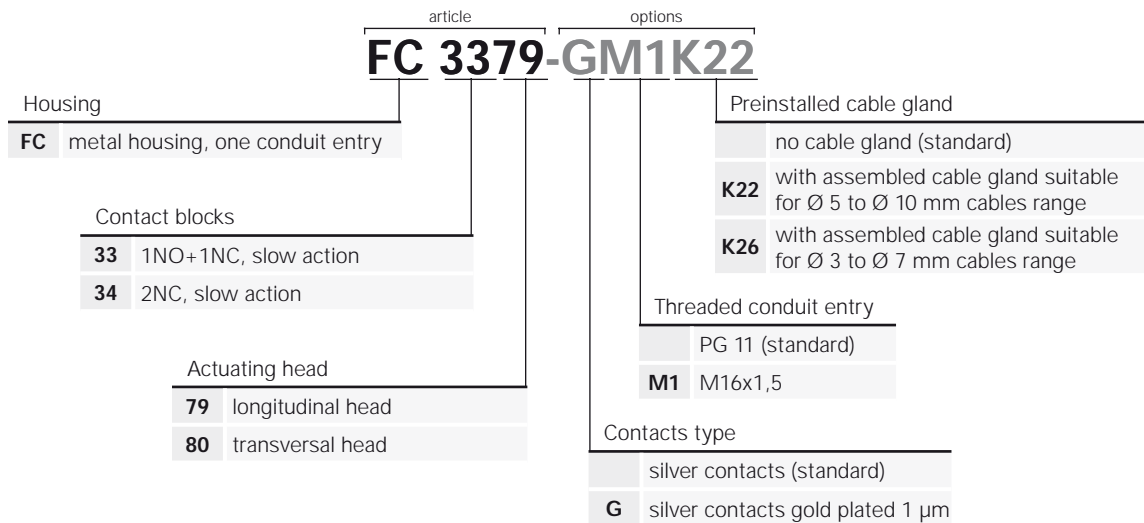 article options
FC 3379-GM1K22
Housing
FC metal housing, one conduit entry
Contact blocks
33 1NO+1NC, slow action
34 2NC, slow action
Actuating head
79 longitudinal head
80 transversal head
Preinstalled cable gland
no cable gland (standard)
K22 with assembled cable gland suitable
for Ø 5 to Ø 10 mm cables range
K26 with assembled cable gland suitable
for Ø 3 to Ø 7 mm cables range
Threaded conduit entry
PG 11 (standard)
M1 M16x1,5
Contacts type
silver contacts (standard)
G silver contacts gold plated 1 µm